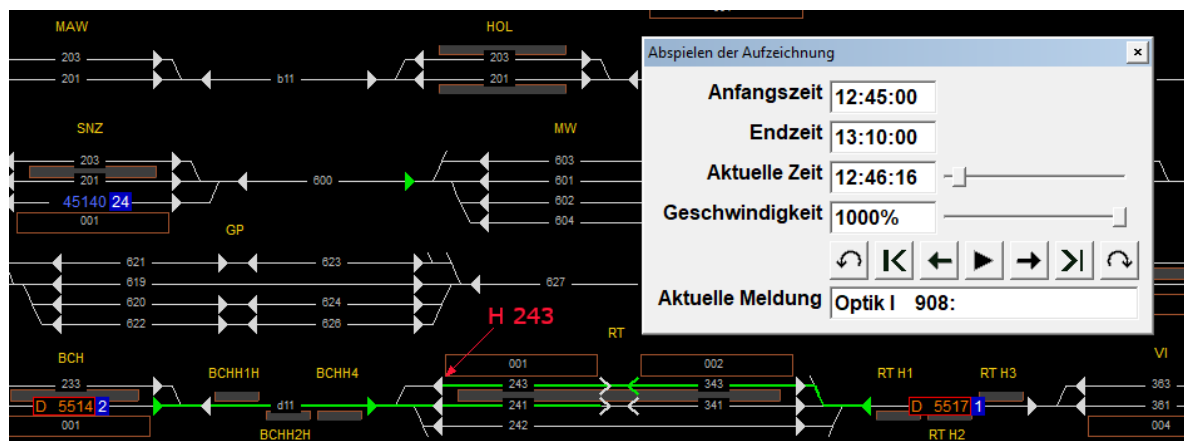 MAW
HOL
203
203
201
b11
201
SNZ
MW
203
603
201
600
601
45140 24
602
001
604
GP
621
623
619
627
620
624
622
626
H 243
RT
BCH
001
002
VI
BCHH1H
BCHH4
RT H1
RT H3
233
243
343
363
D 5514 2
d11
241
341
D 5517 1
361
001
242
004
BCHH2H
RT H2
Abspielen der Aufzeichnung
Anfangszeit 12:45:00
Endzeit 13:10:00
Aktuelle Zeit 12:46:16
Geschwindigkeit 1000%
Aktuelle Meldung Optik I 908: